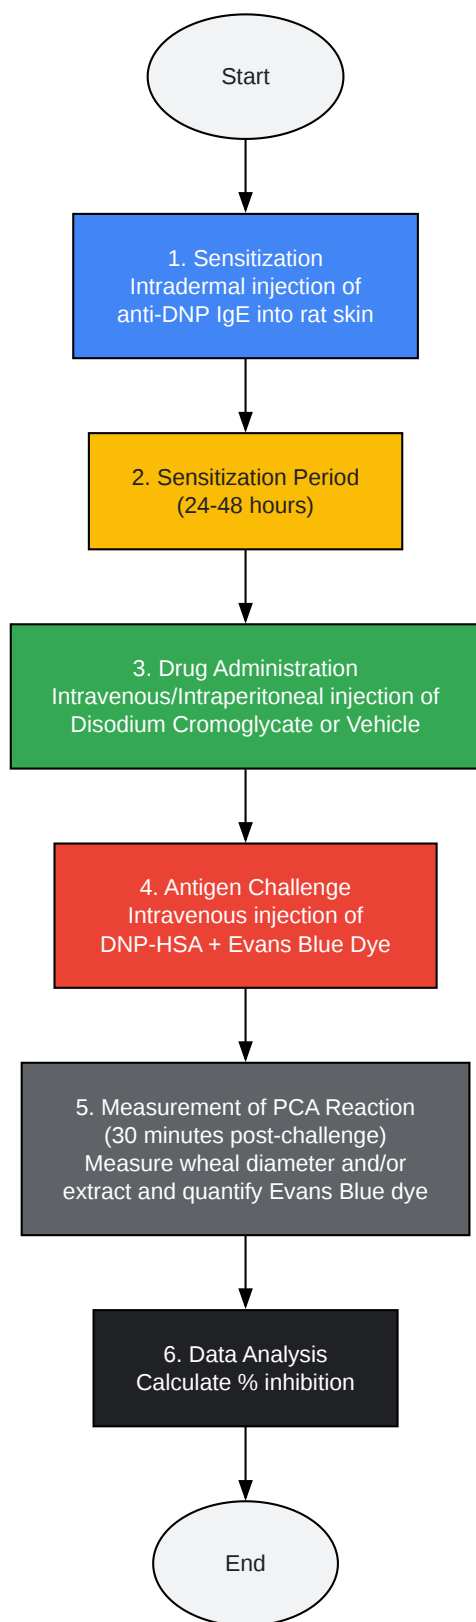 Start
1. Sensitization
Intradermal injection of
anti-DNP IgE into rat skin
2. Sensitization Period
(24-48 hours)
3. Drug Administration
Intravenous/Intraperitoneal injection of
Disodium Cromoglycate or Vehicle
4. Antigen Challenge
Intravenous injection of
DNP-HSA + Evans Blue Dye
5. Measurement of PCA Reaction
(30 minutes post-challenge)
Measure wheal diameter and/or
extract and quantify Evans Blue dye
6. Data Analysis
Calculate % inhibition
End